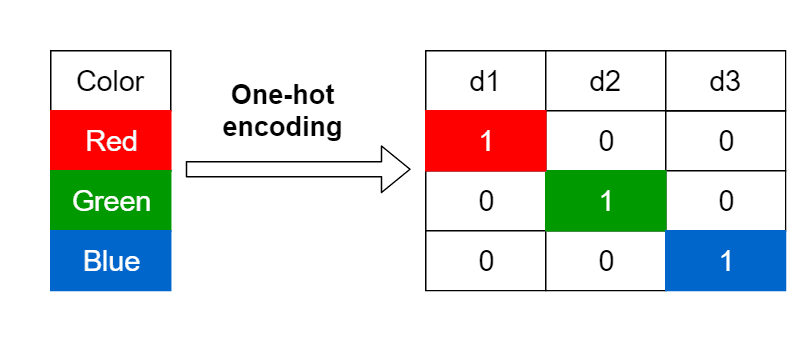 Color
Red
Green
Blue
One-hot
encoding
d1 d2 d3
1 0 0
0 1 0
0 0 1